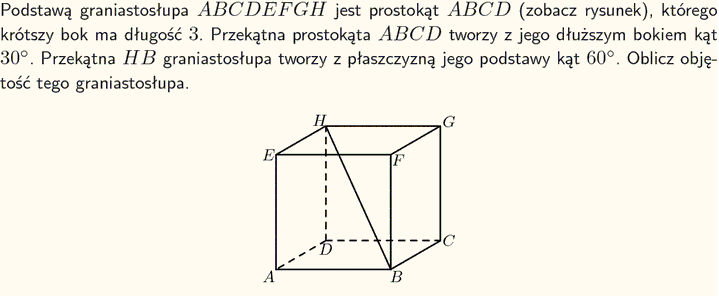 Podstawą graniastosłupa ABCDEFGH jest prostokąt ABCD (zobacz rysunek), którego
krótszy bok ma długość 3. Przekątna prostokąta ABCD tworzy z jego dłuższym bokiem kąt
30°. Przekątna HB graniastosłupa tworzy z płaszczyzną jego podstawy kąt 60°. Oblicz obję-
tość tego graniastosłupa.
H
G
E
F
D
C
A
B